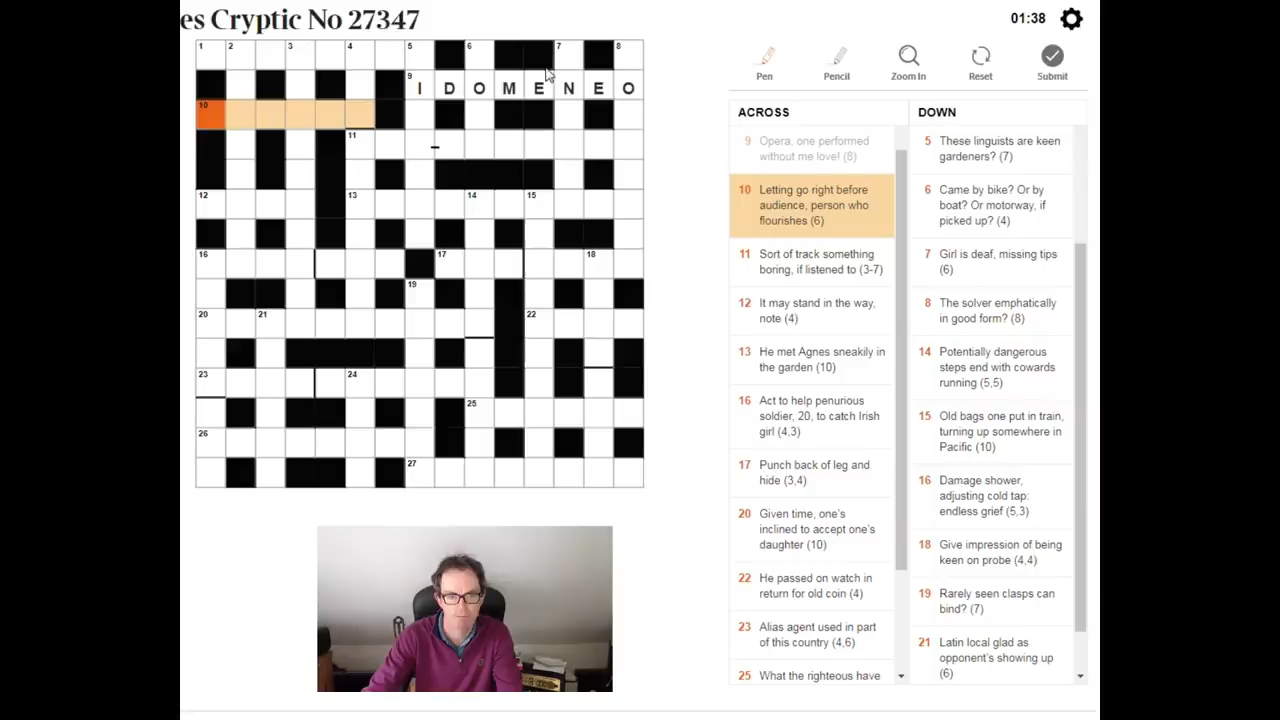 es Cryptic No 27347
01:38
Pen
Pencil
Zoom In
Reset
Submit
1 2 3 4 5 6 7 8
9 I D O M E N E O
10
11
12 13 14 15
16 17 18
19
20 21 22
23 24
25
26
27
ACROSS
9 Opera, one performed
without me love! (8)
10 Letting go right before
audience, person who
flourishes (6)
11 Sort of track something
boring, if listened to (3-7)
12 It may stand in the way,
note (4)
13 He met Agnes sneakily in
the garden (10)
16 Act to help penurious
soldier, 20, to catch Irish
girl (4,3)
17 Punch back of leg and
hide (3,4)
20 Given time, one's
inclined to accept one's
daughter (10)
22 He passed on watch in
return for old coin (4)
23 Alias agent used in part
of this country (4,6)
25 What the righteous have
DOWN
5 These linguists are keen
gardeners? (7)
6 Came by bike? Or by
boat? Or motorway, if
picked up? (4)
7 Girl is deaf, missing tips
(6)
8 The solver emphatically
in good form? (8)
14 Potentially dangerous
steps end with cowards
running (5,5)
15 Old bags one put in train,
turning up somewhere in
Pacific (10)
16 Damage shower,
adjusting cold tap:
endless grief (5,3)
18 Give impression of being
keen on probe (4,4)
19 Rarely seen clasps can
bind? (7)
21 Latin local glad as
opponent's showing up
(6)